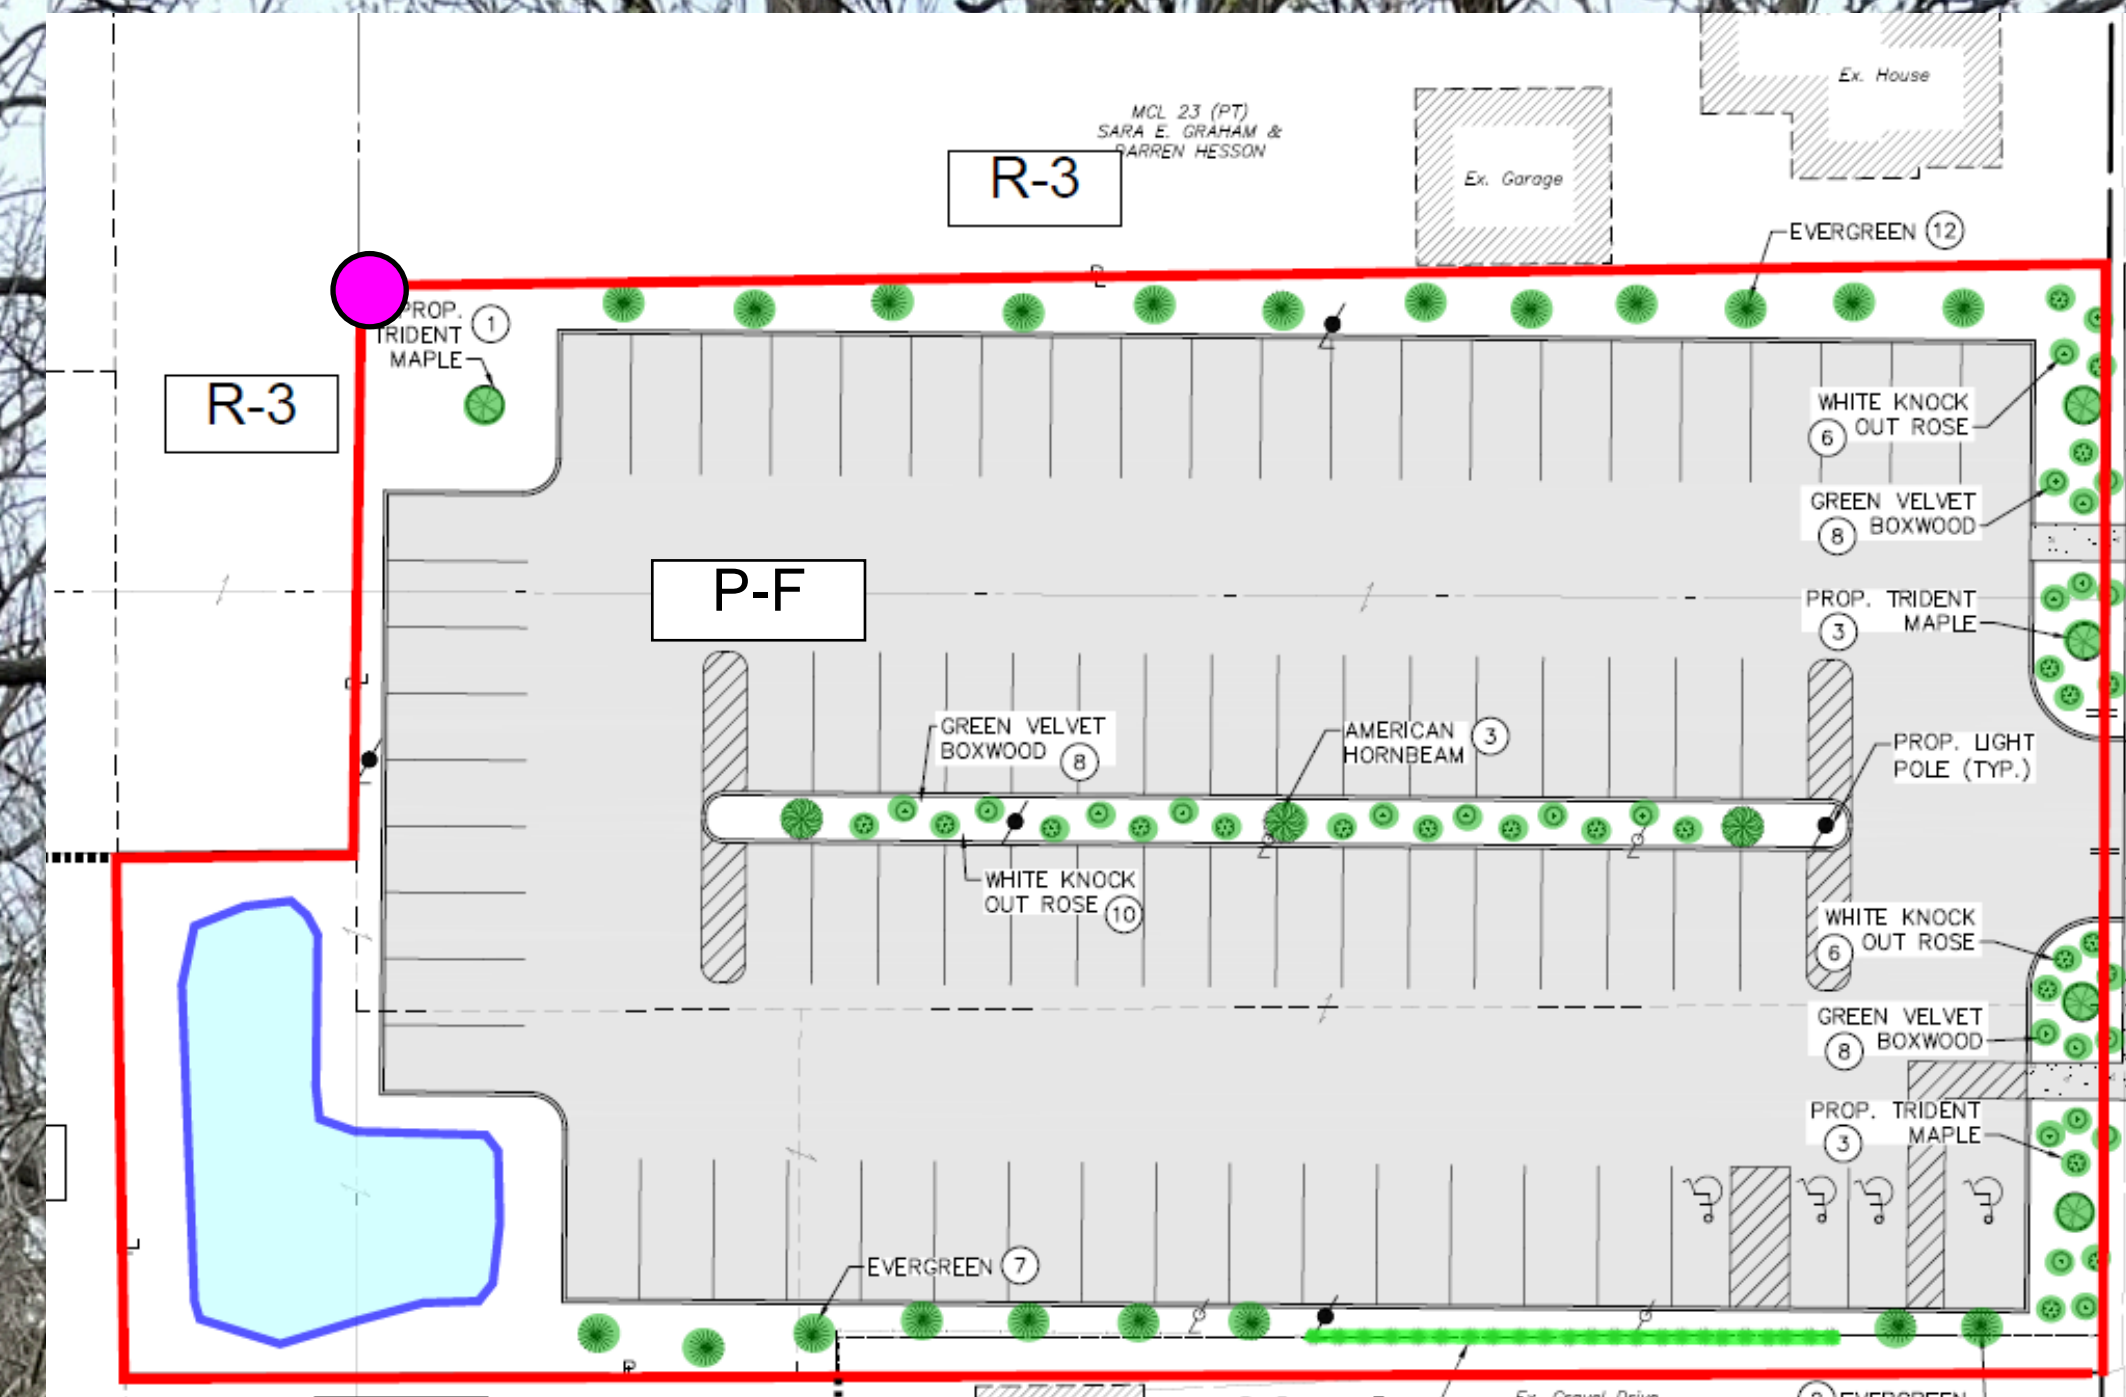 Ex. House
MCL 23 (PT)
SARA E. GRAHAM &
DARREN HESSON
R-3
Ex. Garage
EVERGREEN 12
PROP. 1
TRIDENT
MAPLE
R-3
WHITE KNOCK
6 OUT ROSE
GREEN VELVET
8 BOXWOOD
P-F
PROP. TRIDENT
3 MAPLE
GREEN VELVET
BOXWOOD 8
AMERICAN 3
HORNBEAM
PROP. LIGHT
POLE (TYP.)
WHITE KNOCK
OUT ROSE 10
WHITE KNOCK
6 OUT ROSE
GREEN VELVET
8 BOXWOOD
PROP. TRIDENT
3 MAPLE
EVERGREEN 7
Ex. Gravel Drive
EVERGREEN